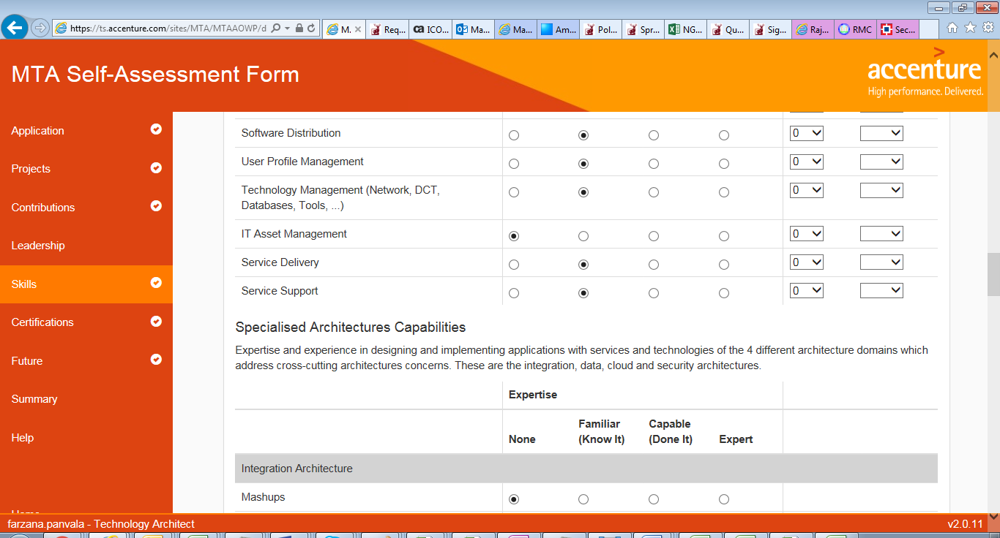 https://ts.accenture.com/sites/MTA/MTAAOWP/d
M.
Req...
ca ICO...
Ma...
Ma...
Am...
Pol...
Spr...
NG...
Qu...
Sig...
Raj...
RMC
Sec...
MTA Self-Assessment Form
accenture
High performance. Delivered.
Application
Projects
Contributions
Leadership
Skills
Certifications
Future
Summary
Help
Software Distribution 0
User Profile Management 0
Technology Management (Network, DCT, 0
Databases, Tools, ...)
IT Asset Management 0
Service Delivery 0
Service Support 0
Specialised Architectures Capabilities
Expertise and experience in designing and implementing applications with services and technologies of the 4 different architecture domains which
address cross-cutting architectures concerns. These are the integration, data, cloud and security architectures.
Expertise
None
Familiar
(Know It)
Capable
(Done It)
Expert
Integration Architecture
Mashups
farzana.panvala - Technology Architect
v2.0.11